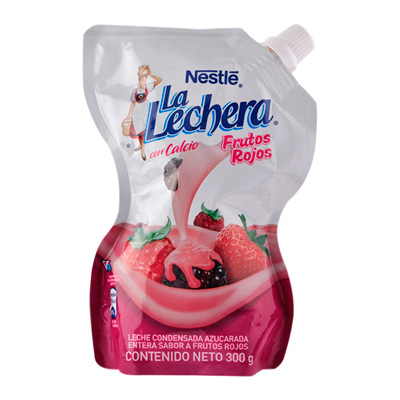 Nestlé®
La
Lechera®
con Calcio
Frutos
Rojos
LECHE CONDENSADA AZUCARADA
ENTERA SABOR A FRUTOS ROJOS
CONTENIDO NETO 300 g